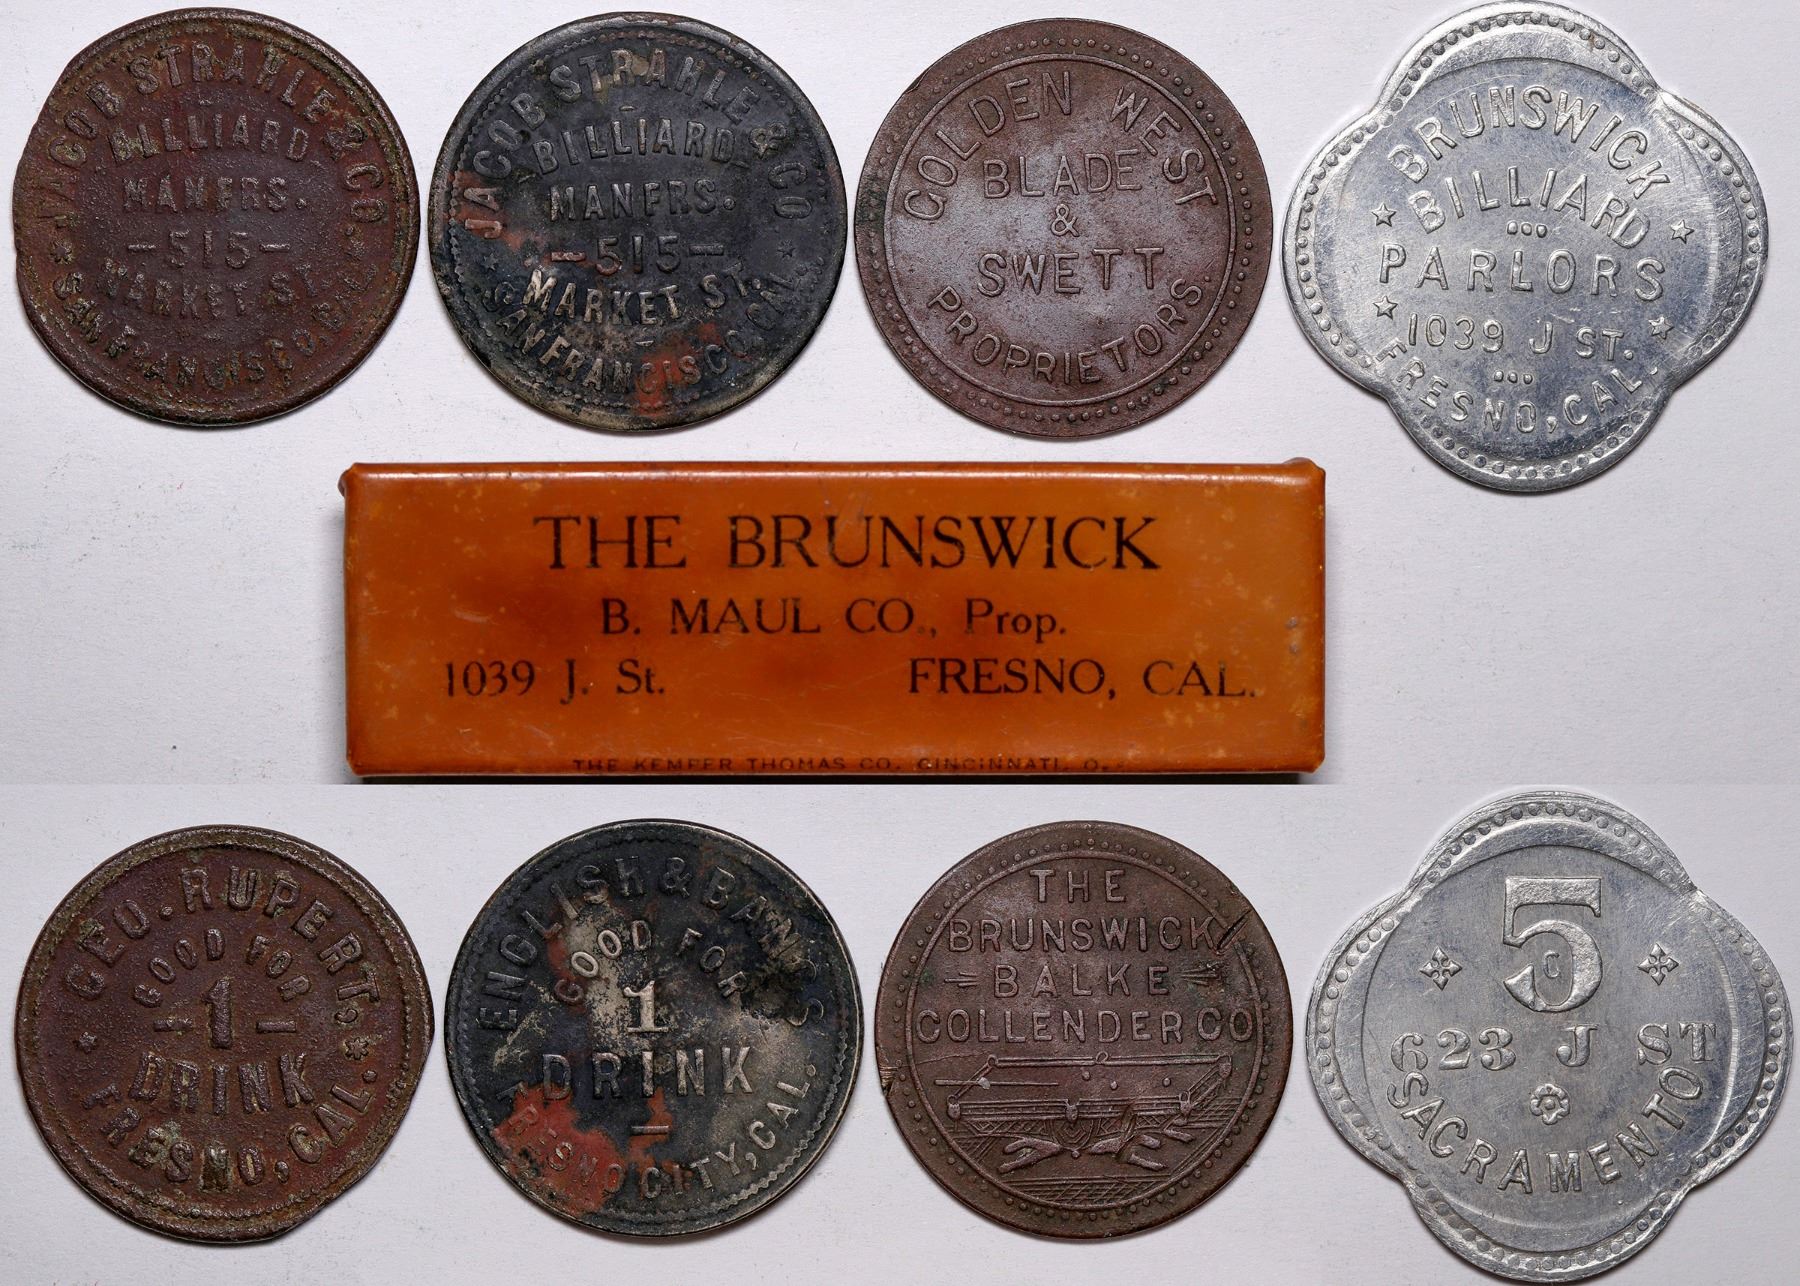 JACOB STRAHLE & CO.
BILLIARD
MANFRS.
-515-
MARKET ST.
SAN FRANCISCO, CAL.
JACOB STRAHLE & CO.
BILLIARD
MANFRS.
-515-
MARKET ST.
SAN FRANCISCO, CAL.
GOLDEN WEST
BLADE
&
SWETT
PROPRIETORS.
BRUNSWICK
BILLIARD
PARLORS
1039 J ST.
FRESNO, CAL.
THE BRUNSWICK
B. MAUL CO., Prop.
1039 J. St. FRESNO, CAL.
THE KEMPER THOMAS CO. CINCINNATI, O.
GEO. RUPERT
GOOD FOR
-1-
DRINK
FRESNO, CAL.
ENGLISH & BANGS
GOOD FOR
1
DRINK
FRESNO CITY, CAL.
THE
BRUNSWICK
BALKE
COLLENDER CO
5
C
623 J ST
SACRAMENTO